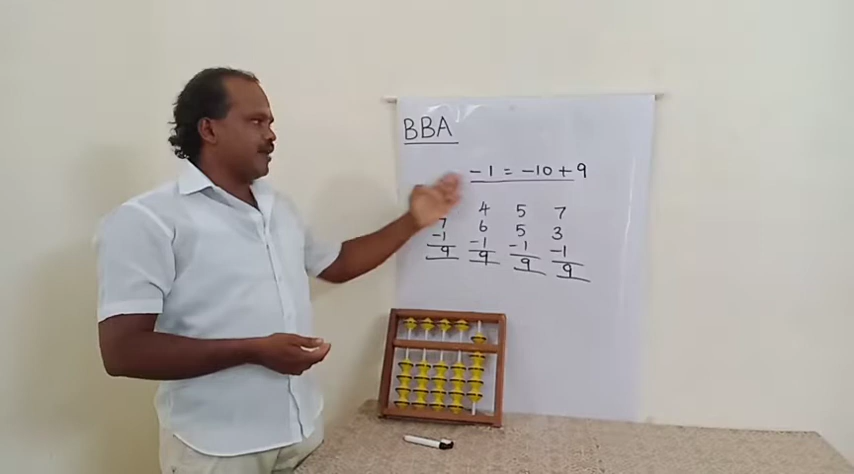 BBA
-1 = -10+9
4 5 7
7 6 5 3
-1 -1 -1 -1
9 9 9 9